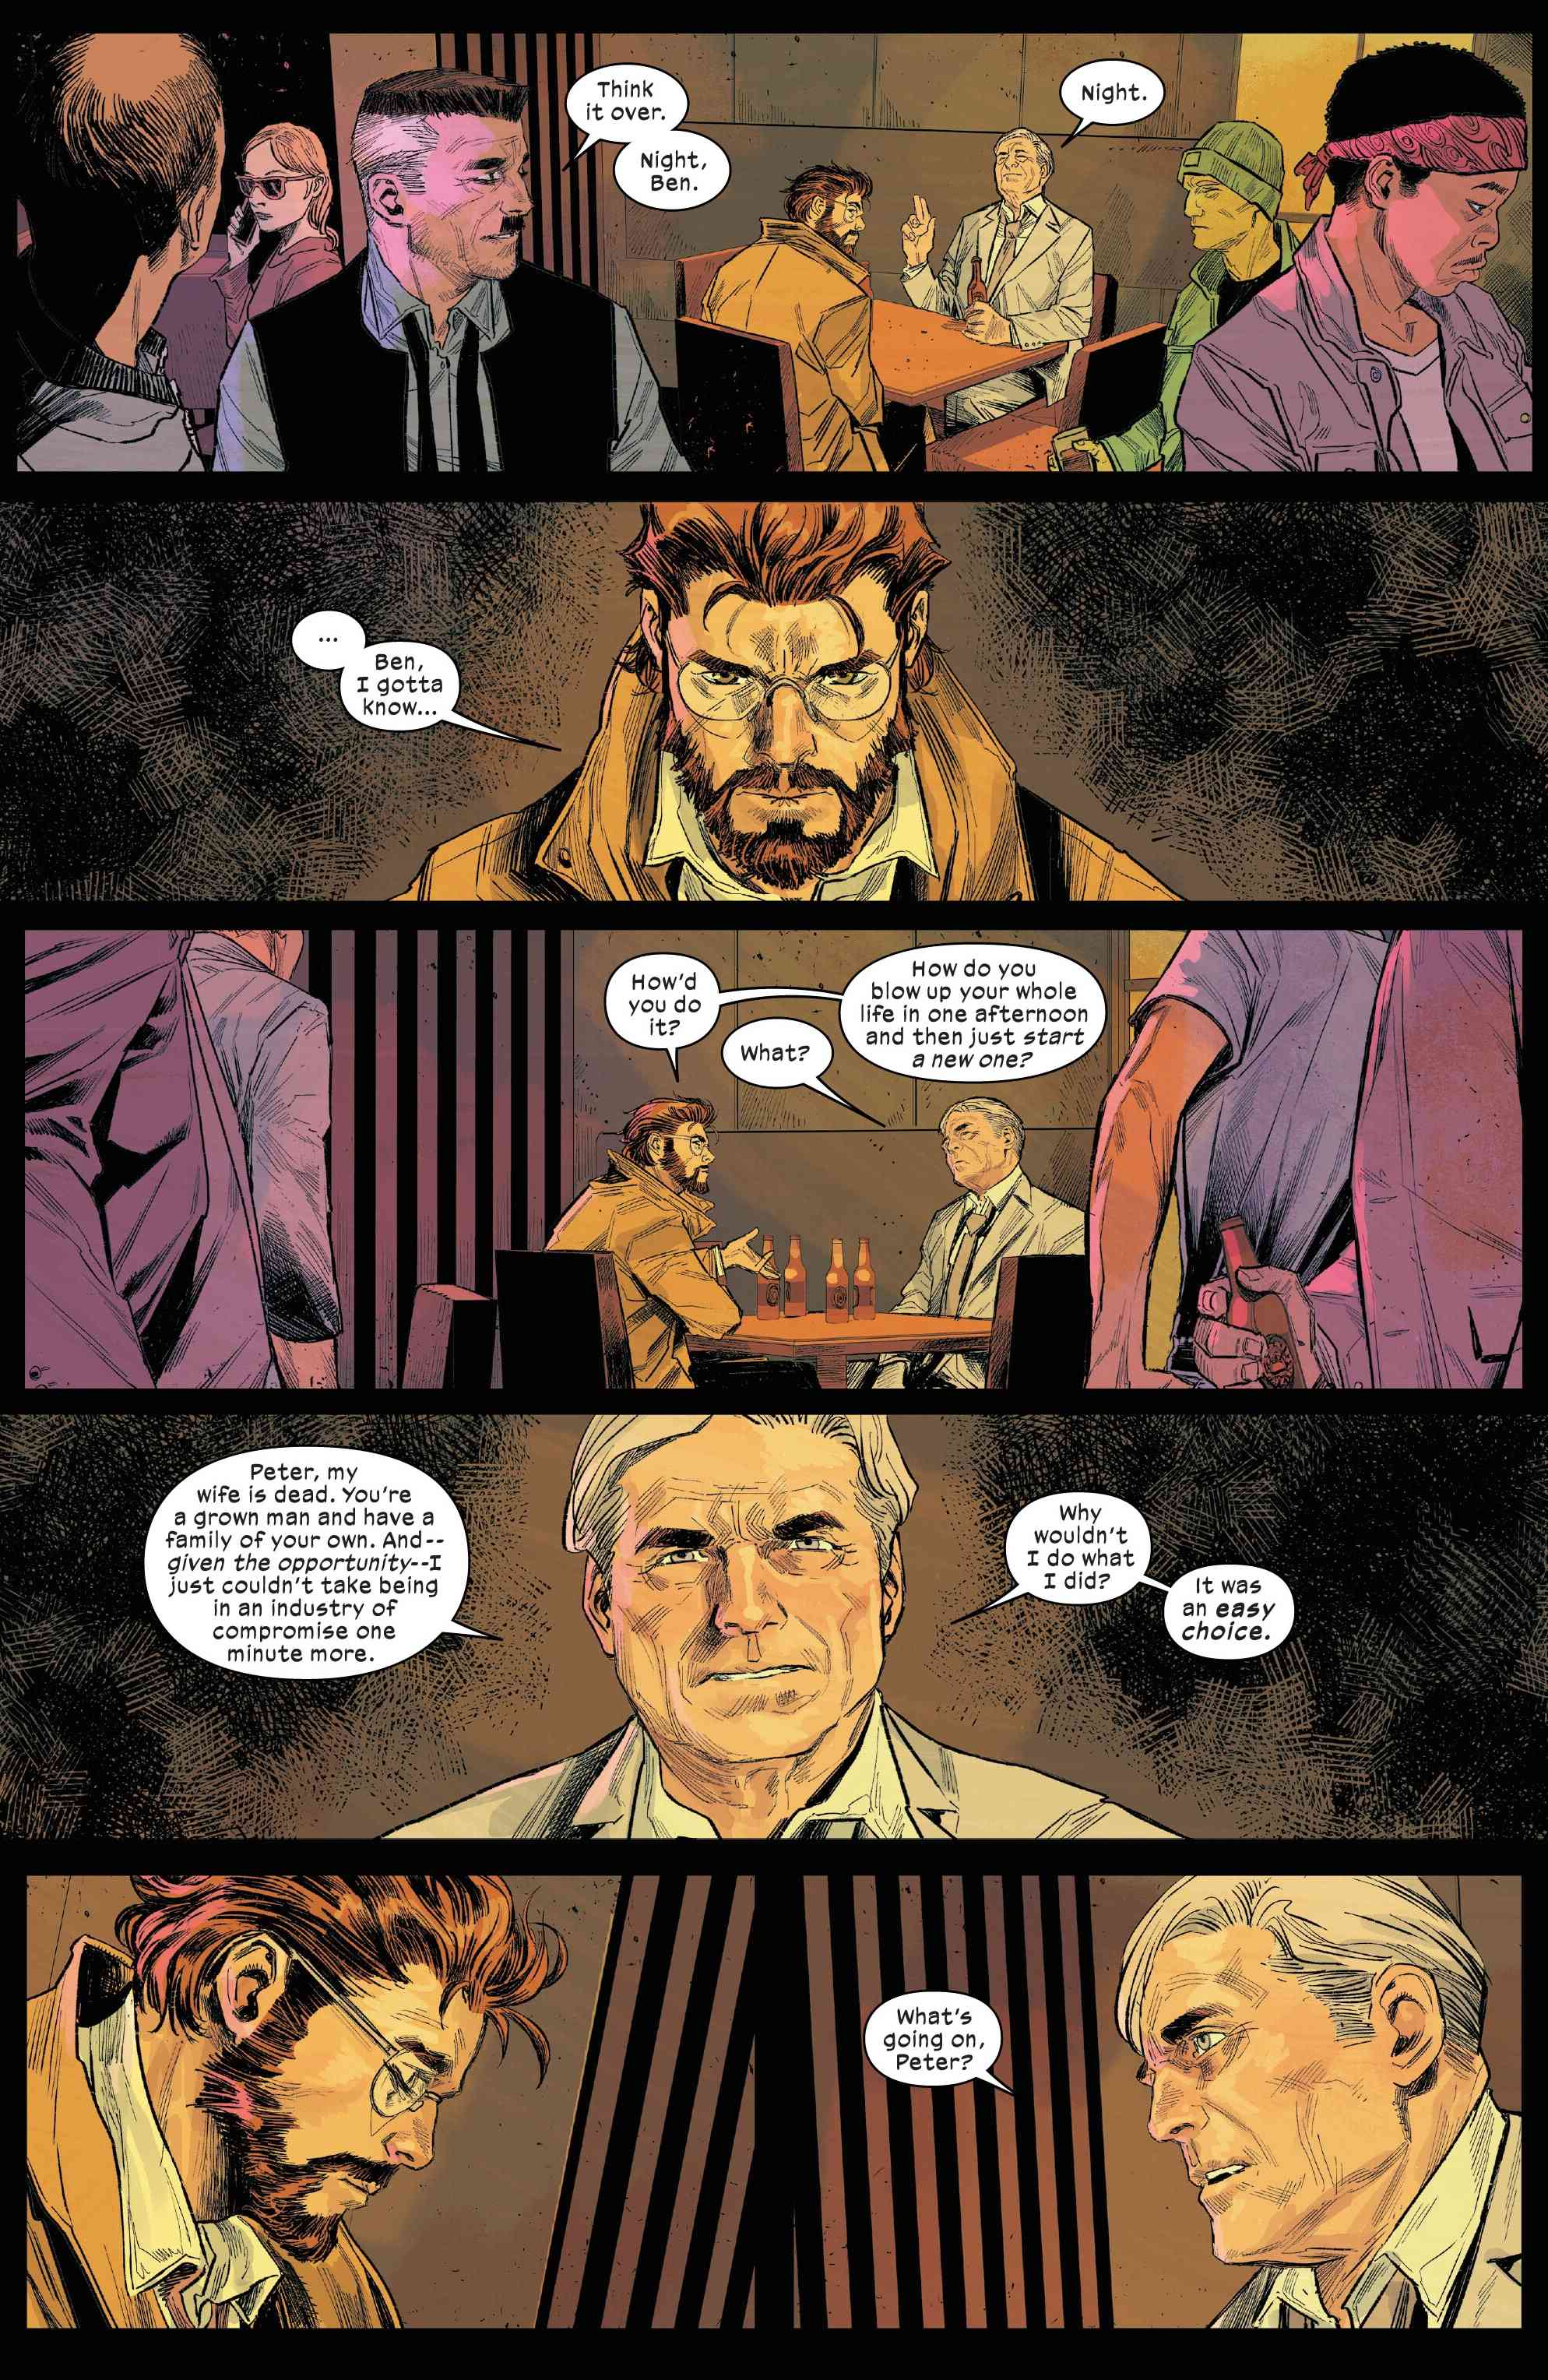 Think
it over.
Night,
Ben.
Night.
...
Ben,
I gotta
know...
How'd
you do
it?
What?
How do you
blow up your whole
life in one afternoon
and then just start
a new one?
Peter, my
wife is dead. You're
a grown man and have a
family of your own. And--
given the opportunity--I
just couldn't take being
in an industry of
compromise one
minute more.
Why
wouldn't
I do what
I did?
It was
an easy
choice.
What's
going on,
Peter?